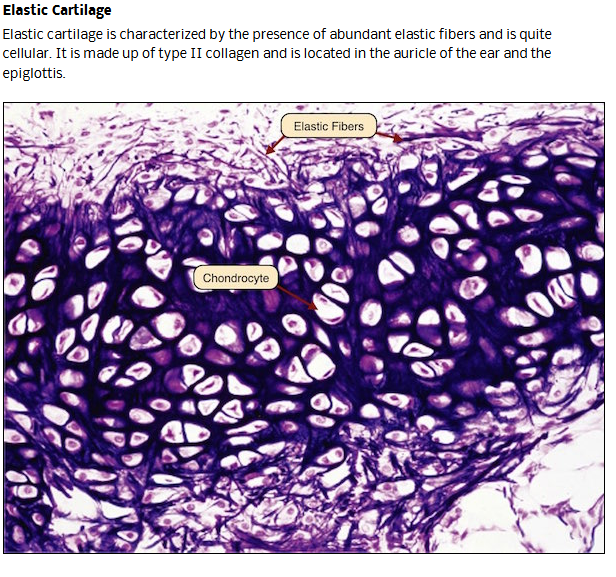 Elastic Cartilage
Elastic cartilage is characterized by the presence of abundant elastic fibers and is quite
cellular. It is made up of type II collagen and is located in the auricle of the ear and the
epiglottis.
Elastic Fibers
Chondrocyte